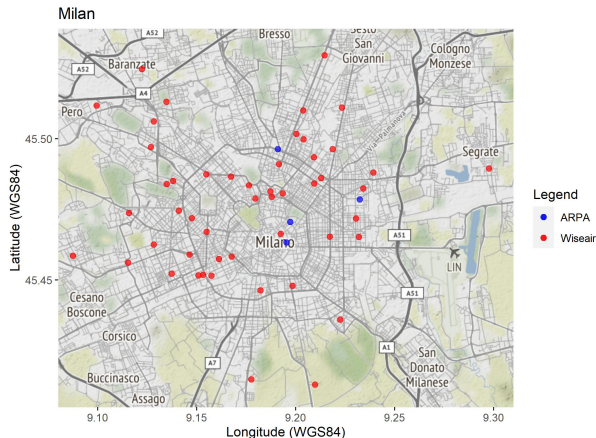 Milan
A52
Bresso
Sesto
San
Giovanni
Cologno
Monzese
A52
Baranzate
A4
Pero
Via Palmanova
45.50
Segrate
Legend
ARPA
Wiseair
Latitude (WGS84)
Milano
A51
LIN
45.45
A51
Cesano
Boscone
Corsico
A7
A1
San
Donato
Milanese
Buccinasco
Assago
9.10
9.15
9.20
9.25
9.30
Longitude (WGS84)